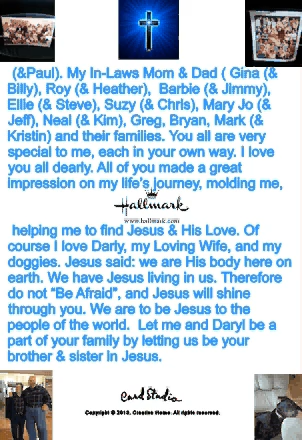 (&Paul). My In-Laws Mom & Dad ( Gina (&
Billy), Roy (& Heather), Barbie (& Jimmy),
Ellie (& Steve), Suzy (& Chris), Mary Jo (&
Jeff), Neal (& Kim), Greg, Bryan, Mark (&
Kristin) and their families. You all are very
special to me, each in your own way. I love
you all dearly. All of you made a great
impression on my life's journey, molding me,
Hallmark
www.hallmark.com
helping me to find Jesus & His Love. Of
course I love Darly, my Loving Wife, and my
doggies. Jesus said: we are His body here on
earth. We have Jesus living in us. Therefore
do not "Be Afraid", and Jesus will shine
through you. We are to be Jesus to the
people of the world. Let me and Daryl be a
part of your family by letting us be your
brother & sister in Jesus.
Card Studio
Copyright © 2013. Creative Home. All rights reserved.